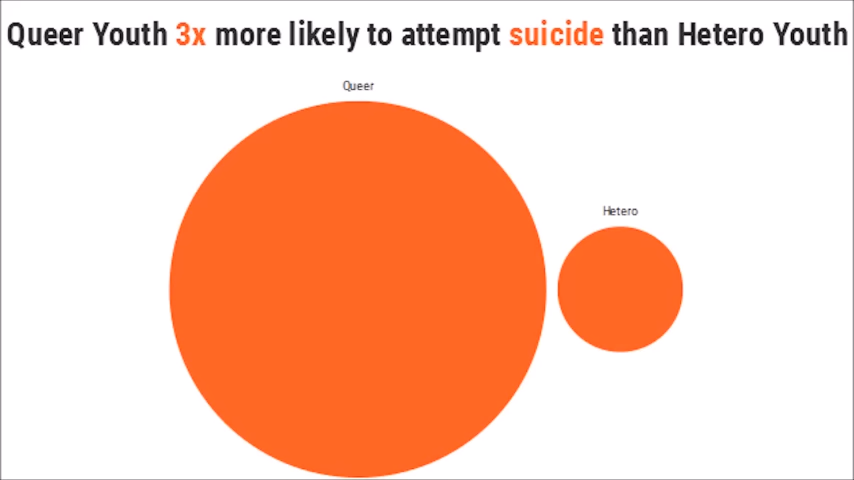 Queer Youth 3x more likely to attempt suicide than Hetero Youth
Queer
Hetero